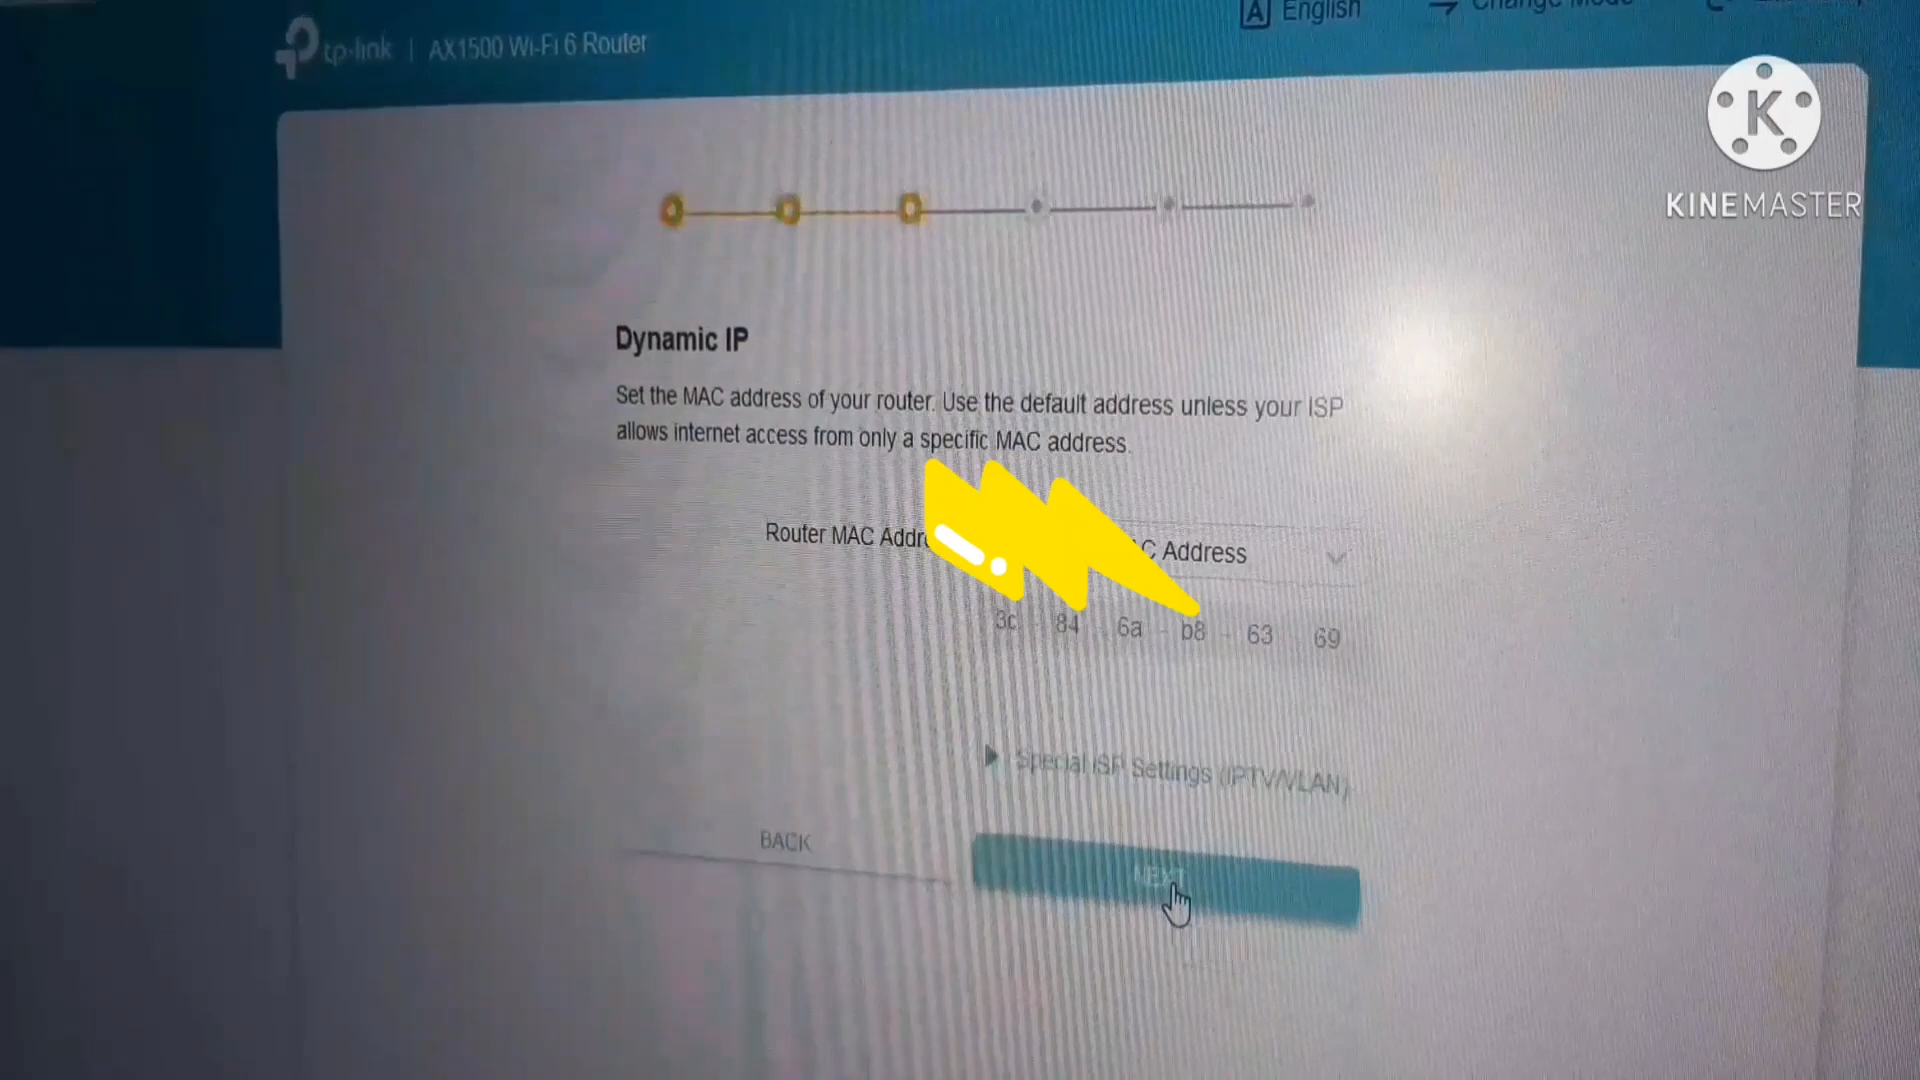 English
tp-link | AX1500 Wi-Fi 6 Router
KINEMASTER
Dynamic IP
Set the MAC address of your router. Use the default address unless your ISP
allows internet access from only a specific MAC address.
Router MAC Address
3c - 84 - 6a - b8 - 63 - 69
Special ISP Settings (IPTV/VLAN)
BACK
NEXT